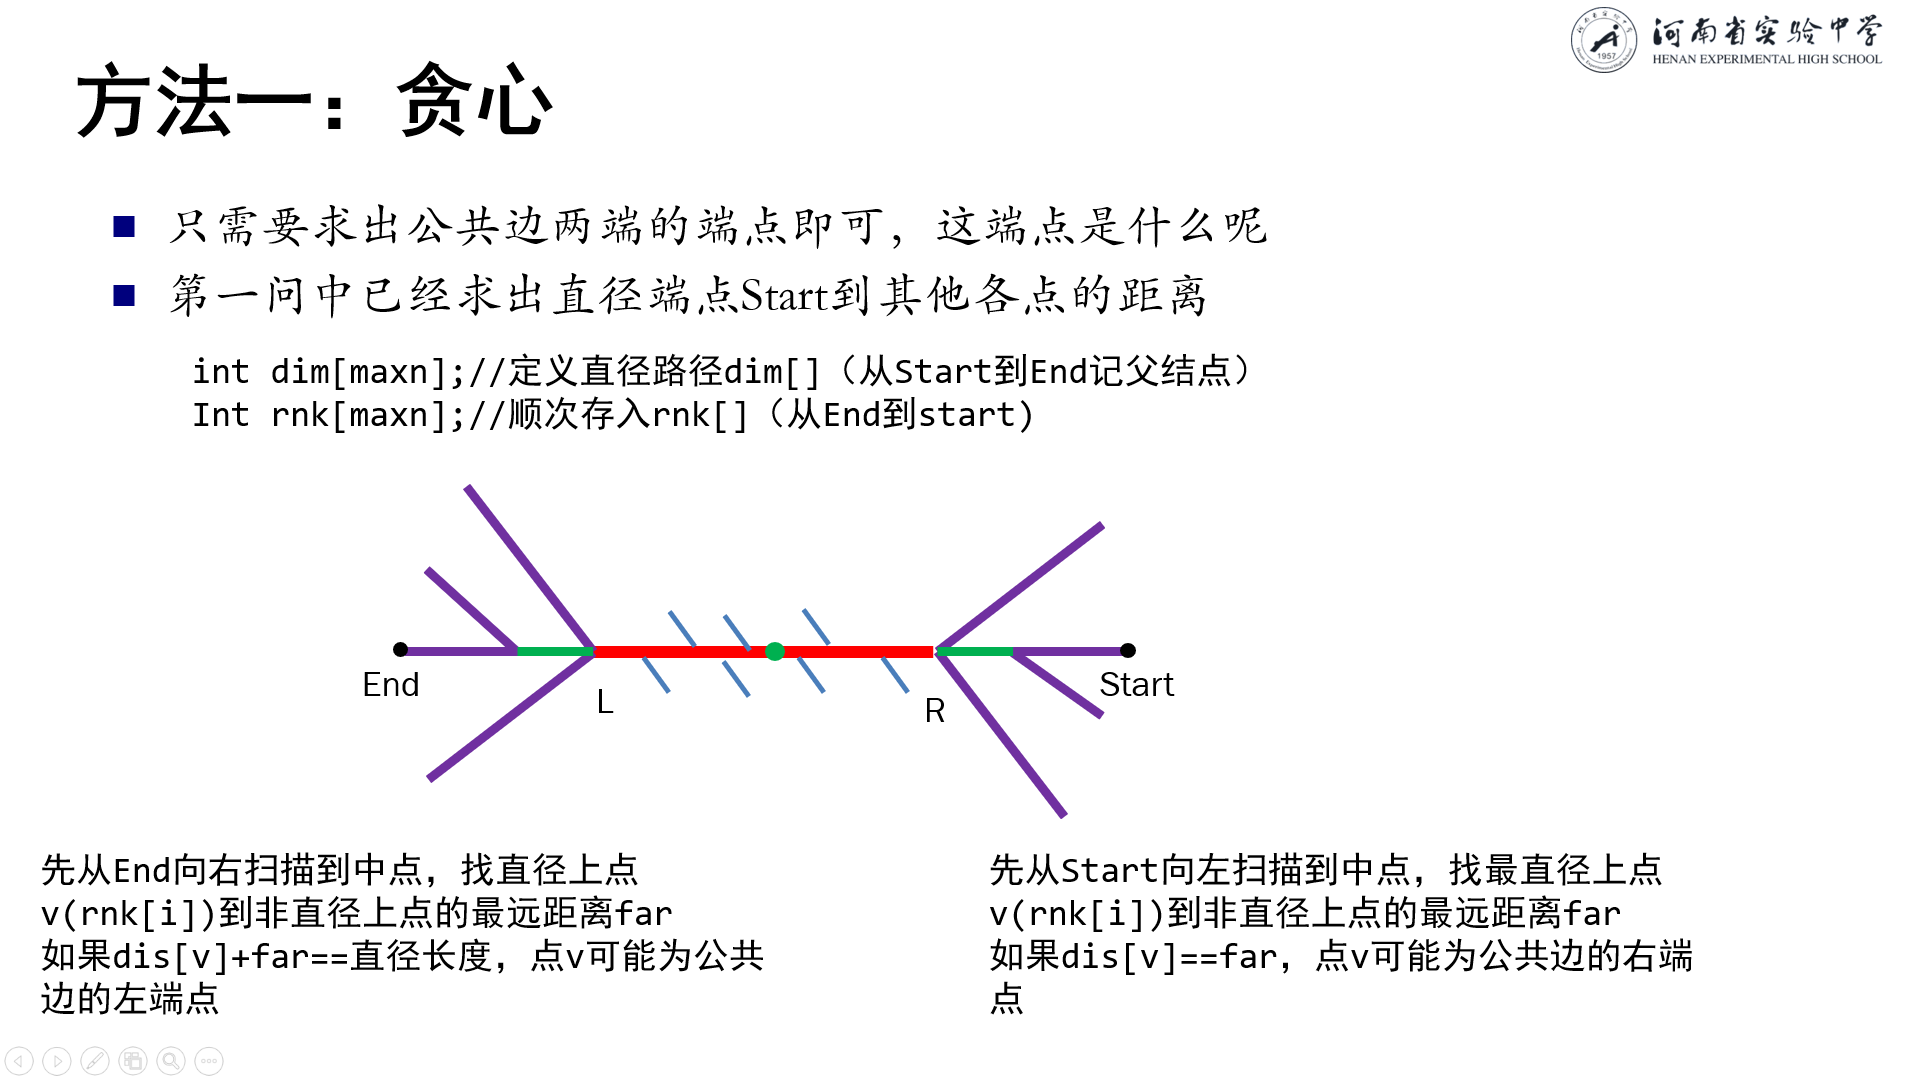 河南省实验中学
HENAN EXPERIMENTAL HIGH SCHOOL
1957
方法一：贪心
只需要求出公共边两端的端点即可，这端点是什么呢
第一问中已经求出直径端点Start到其他各点的距离
int dim[maxn];//定义直径路径dim[]（从Start到End记父结点）
Int rnk[maxn];//顺次存入rnk[]（从End到start)
End
L
R
Start
先从End向右扫描到中点，找直径上点
v(rnk[i])到非直径上点的最远距离far
如果dis[v]+far==直径长度，点v可能为公共
边的左端点
先从Start向左扫描到中点，找最直径上点
v(rnk[i])到非直径上点的最远距离far
如果dis[v]==far，点v可能为公共边的右端
点